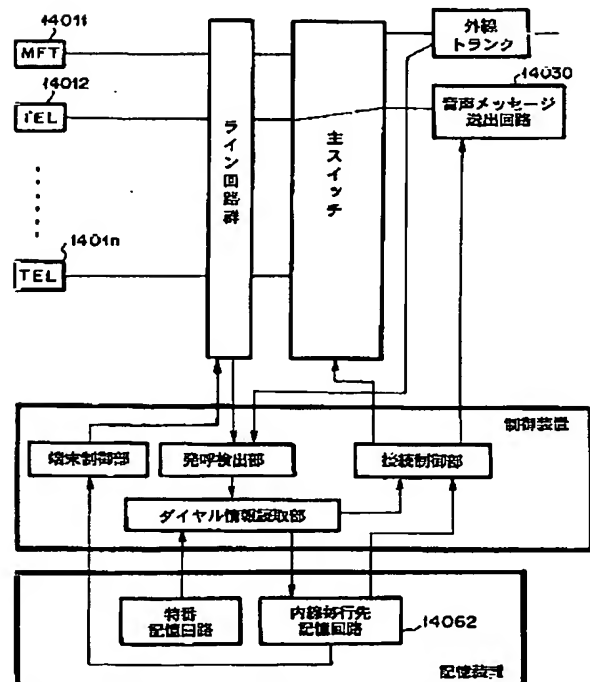 14011
MFT
14012
TEL
1401n
TEL
ライン回路群
主スイッチ
外線
トランク
14030
音声メッセージ
送出回路
制御装置
端末制御部
発呼検出部
接続制御部
ダイヤル情報読取部
特番
記憶回路
内線毎行先
記憶回路
14062
記憶装置